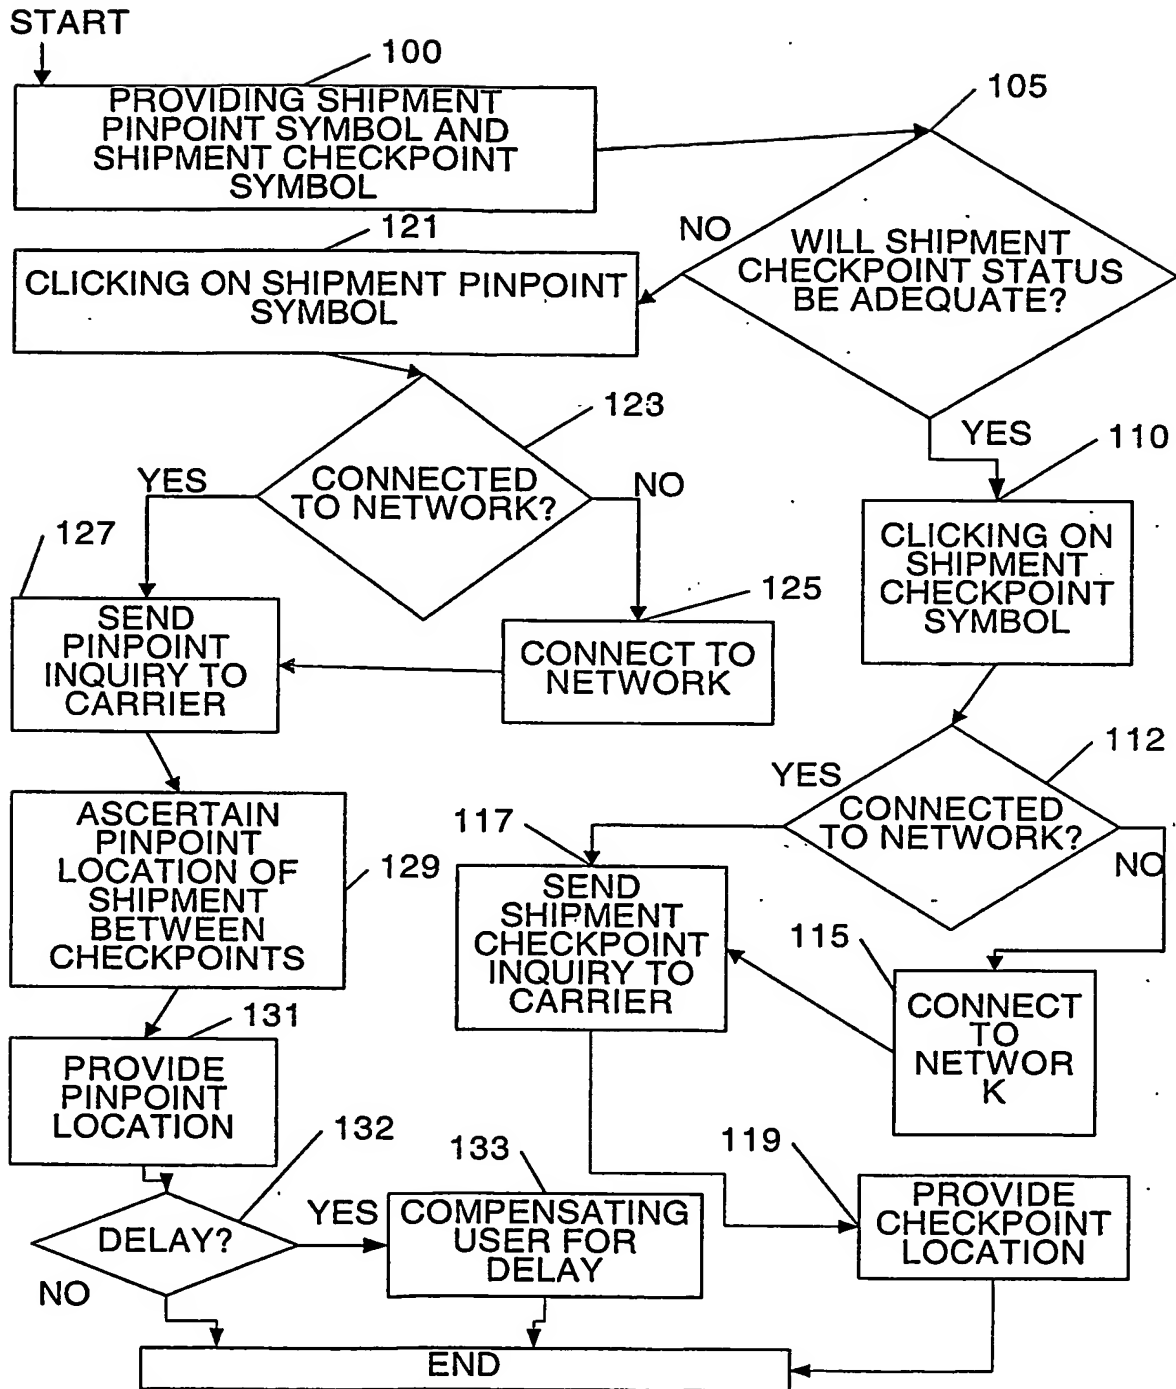 START
100
PROVIDING SHIPMENT
PINPOINT SYMBOL AND
SHIPMENT CHECKPOINT
SYMBOL
105
WILL SHIPMENT
CHECKPOINT STATUS
BE ADEQUATE?
NO
121
CLICKING ON SHIPMENT PINPOINT
SYMBOL
YES
110
CLICKING ON
SHIPMENT
CHECKPOINT
SYMBOL
123
CONNECTED
TO NETWORK?
YES
NO
127
SEND
PINPOINT
INQUIRY TO
CARRIER
125
CONNECT TO
NETWORK
112
CONNECTED
TO NETWORK?
YES
NO
117
SEND
SHIPMENT
CHECKPOINT
INQUIRY TO
CARRIER
115
CONNECT
TO
NETWOR
K
ASCERTAIN
PINPOINT
LOCATION OF
SHIPMENT
BETWEEN
CHECKPOINTS
129
131
PROVIDE
PINPOINT
LOCATION
132
DELAY?
YES
NO
133
COMPENSATING
USER FOR
DELAY
119
PROVIDE
CHECKPOINT
LOCATION
END